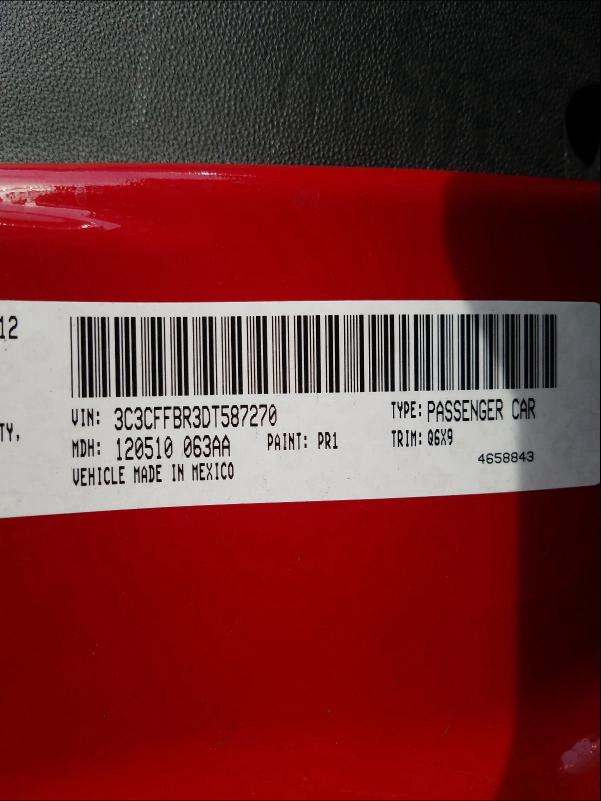 12
VIN: 3C3CFFBR3DT587270 TYPE: PASSENGER CAR
TY,
MDH: 120510 063AA PAINT: PR1 TRIM: Q6X9
VEHICLE MADE IN MEXICO 4658843